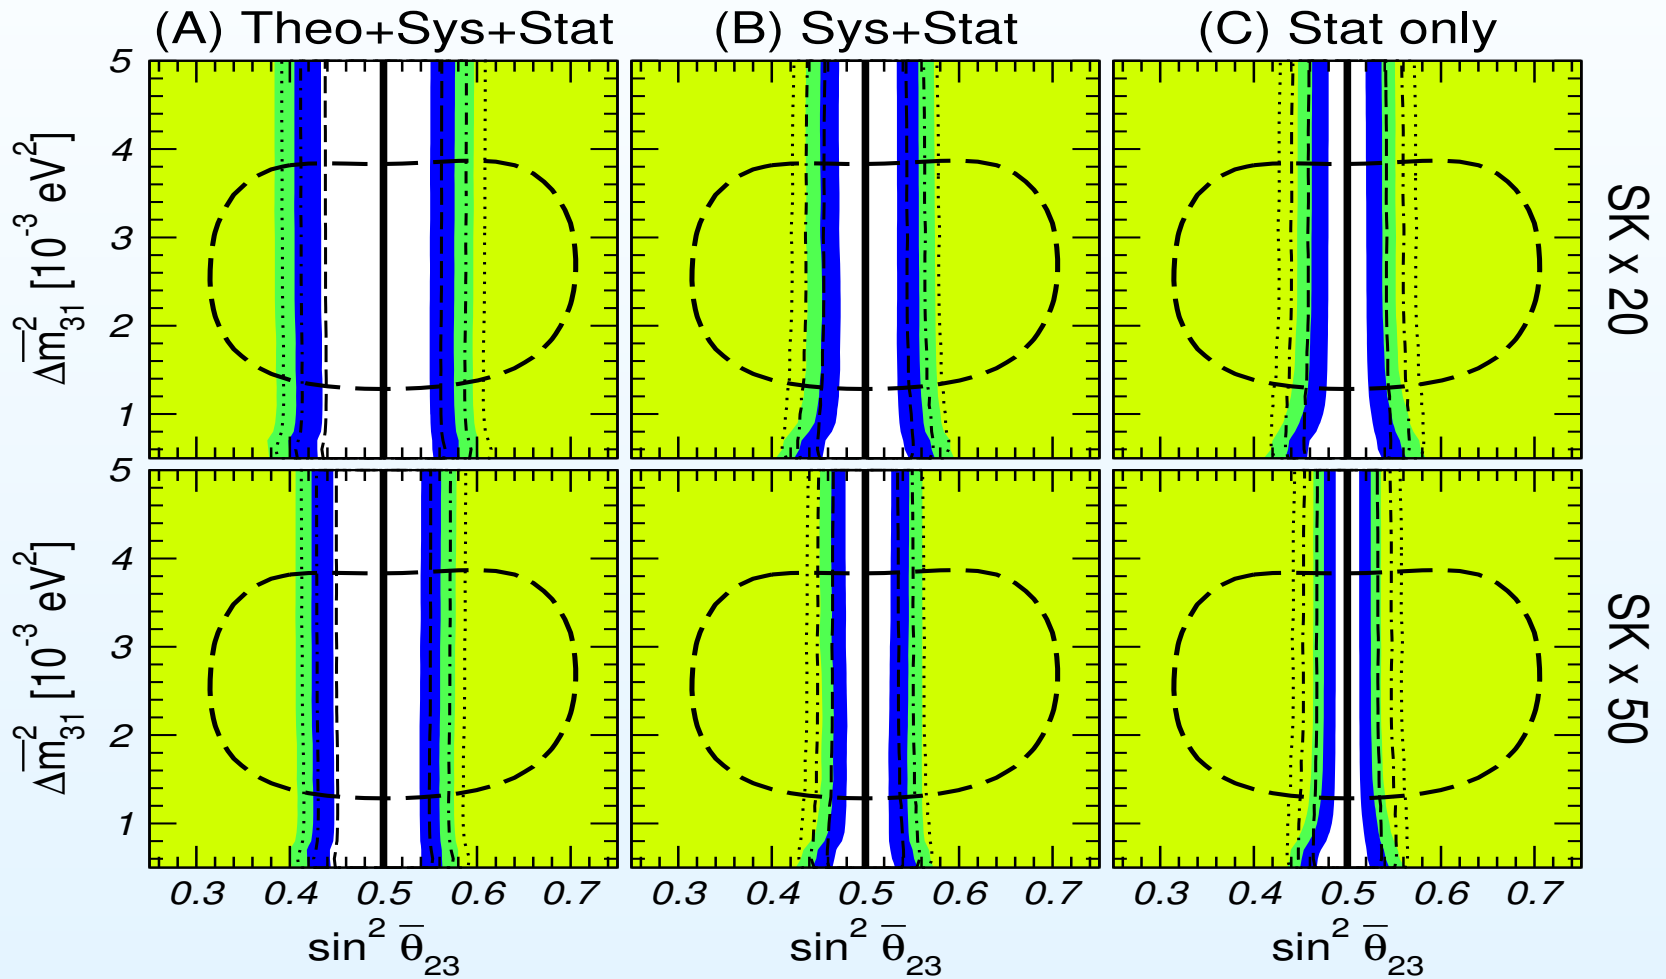 (A) Theo+Sys+Stat (B) Sys+Stat (C) Stat only
5
4
3
2
1
Δm̅²₃₁ [10⁻³ eV²]
SK x 20
5
4
3
2
1
Δm̅²₃₁ [10⁻³ eV²]
SK x 50
0.3 0.4 0.5 0.6 0.7 0.3 0.4 0.5 0.6 0.7 0.3 0.4 0.5 0.6 0.7
sin² θ̅₂₃ sin² θ̅₂₃ sin² θ̅₂₃